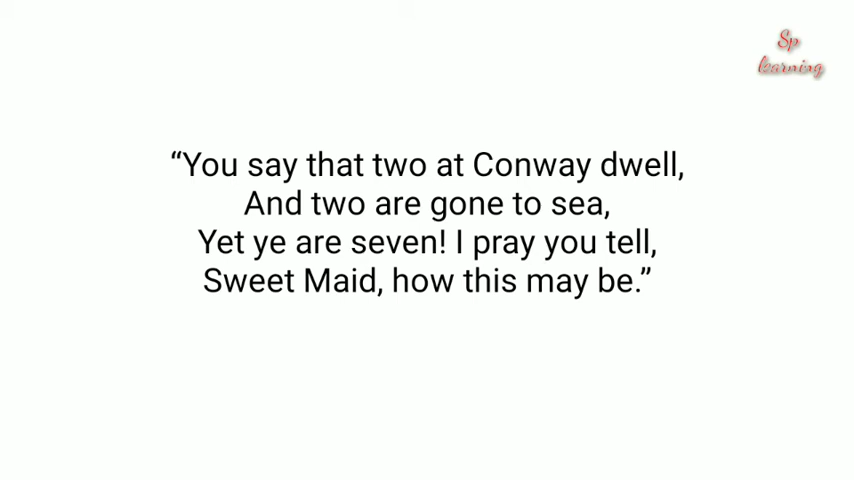 Sp
learning
“You say that two at Conway dwell,
And two are gone to sea,
Yet ye are seven! I pray you tell,
Sweet Maid, how this may be.”